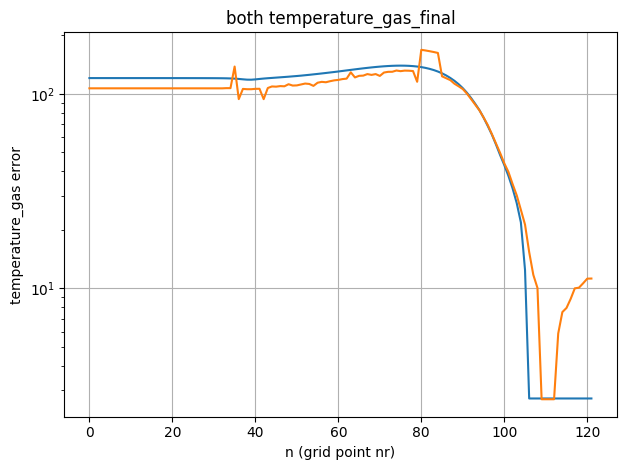 both temperature_gas_final
temperature_gas error
10²
10¹
0 20 40 60 80 100 120
n (grid point nr)